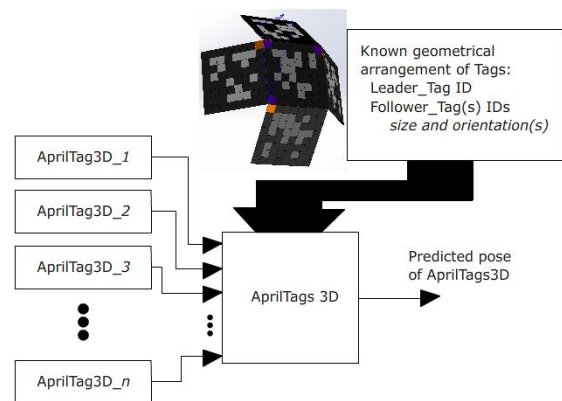 Known geometrical
arrangement of Tags:
Leader_Tag ID
Follower_Tag(s) IDs
size and orientation(s)
AprilTag3D_1
AprilTag3D_2
AprilTag3D_3
AprilTag3D_n
AprilTags 3D
Predicted pose
of AprilTags3D